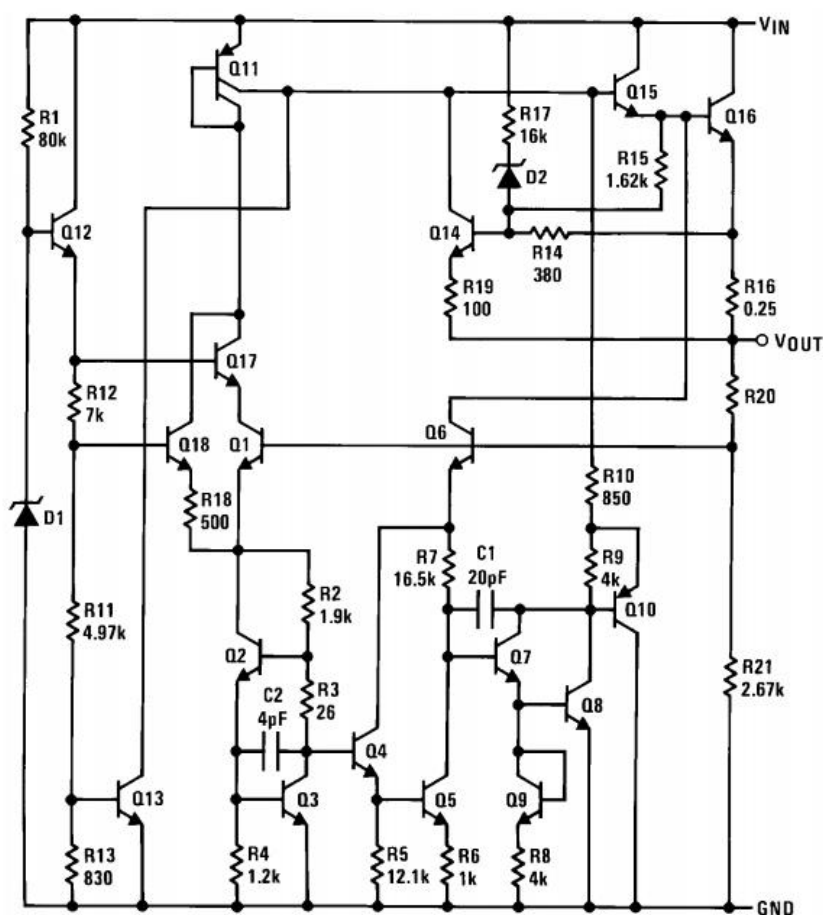 VIN
Q11
Q15
Q16
R1
80k
R17
16k
R15
1.62k
D2
Q12
Q14
R14
380
R19
100
R16
0.25
VOUT
Q17
R12
7k
R20
Q18
Q1
Q6
R18
500
R10
850
D1
R7
16.5k
C1
20pF
R9
4k
R2
1.9k
Q10
R11
4.97k
Q2
Q7
R3
26
R21
2.67k
C2
4pF
Q8
Q4
Q13
Q3
Q5
Q9
R13
830
R4
1.2k
R5
12.1k
R6
1k
R8
4k
GND